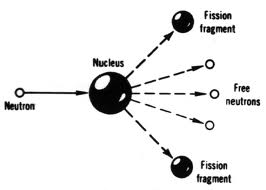 Fission
fragment
Nucleus
Neutron
Free
neutrons
Fission
fragment